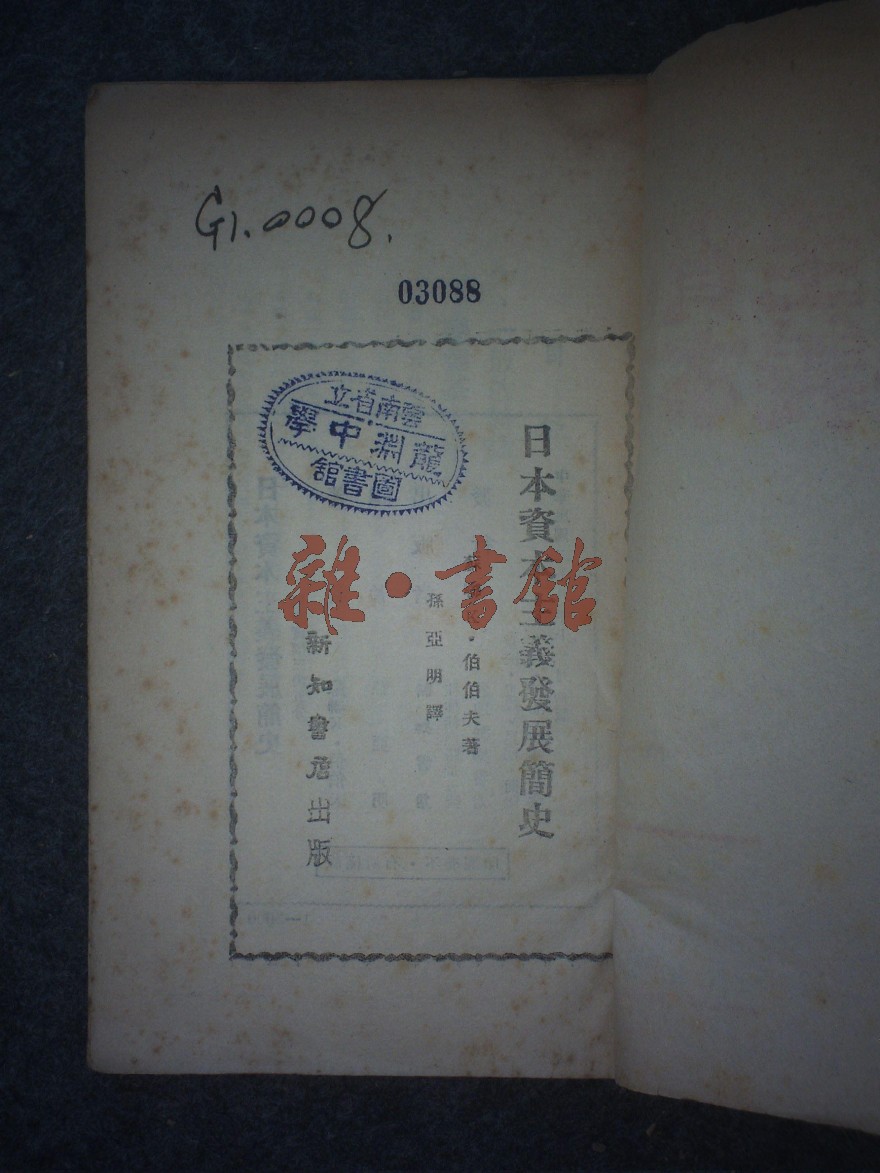 G1.0008.
03088
雲南省立
龍淵中學
圖書館
日本資本主義發展簡史
·伯伯夫著
孫亞明譯
新知書店出版
雜·書館